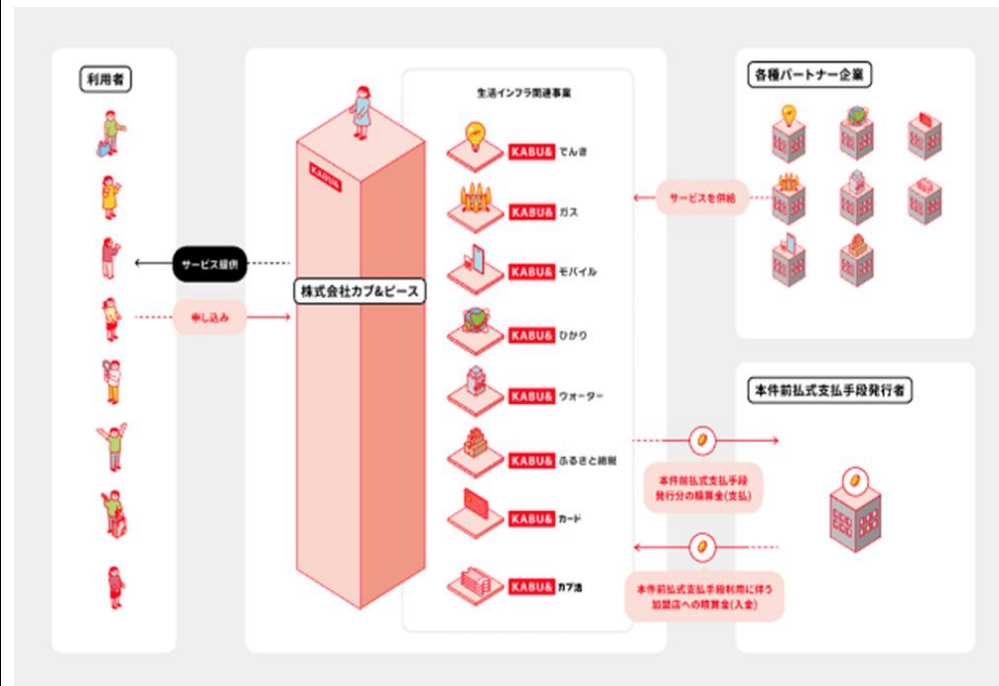 利用者
サービス提供
申し込み
KABU&
株式会社カブ&ピース
生活インフラ関連事業
KABU& でんき
KABU& ガス
KABU& モバイル
KABU& ひかり
KABU& ウォーター
KABU& ふるさと納税
KABU& カード
KABU& カブ活
各種パートナー企業
サービスを供給
本件前払式支払手段発行者
本件前払式支払手段
発行分の精算金(支払)
本件前払式支払手段利用に伴う
加盟店への精算金(入金)